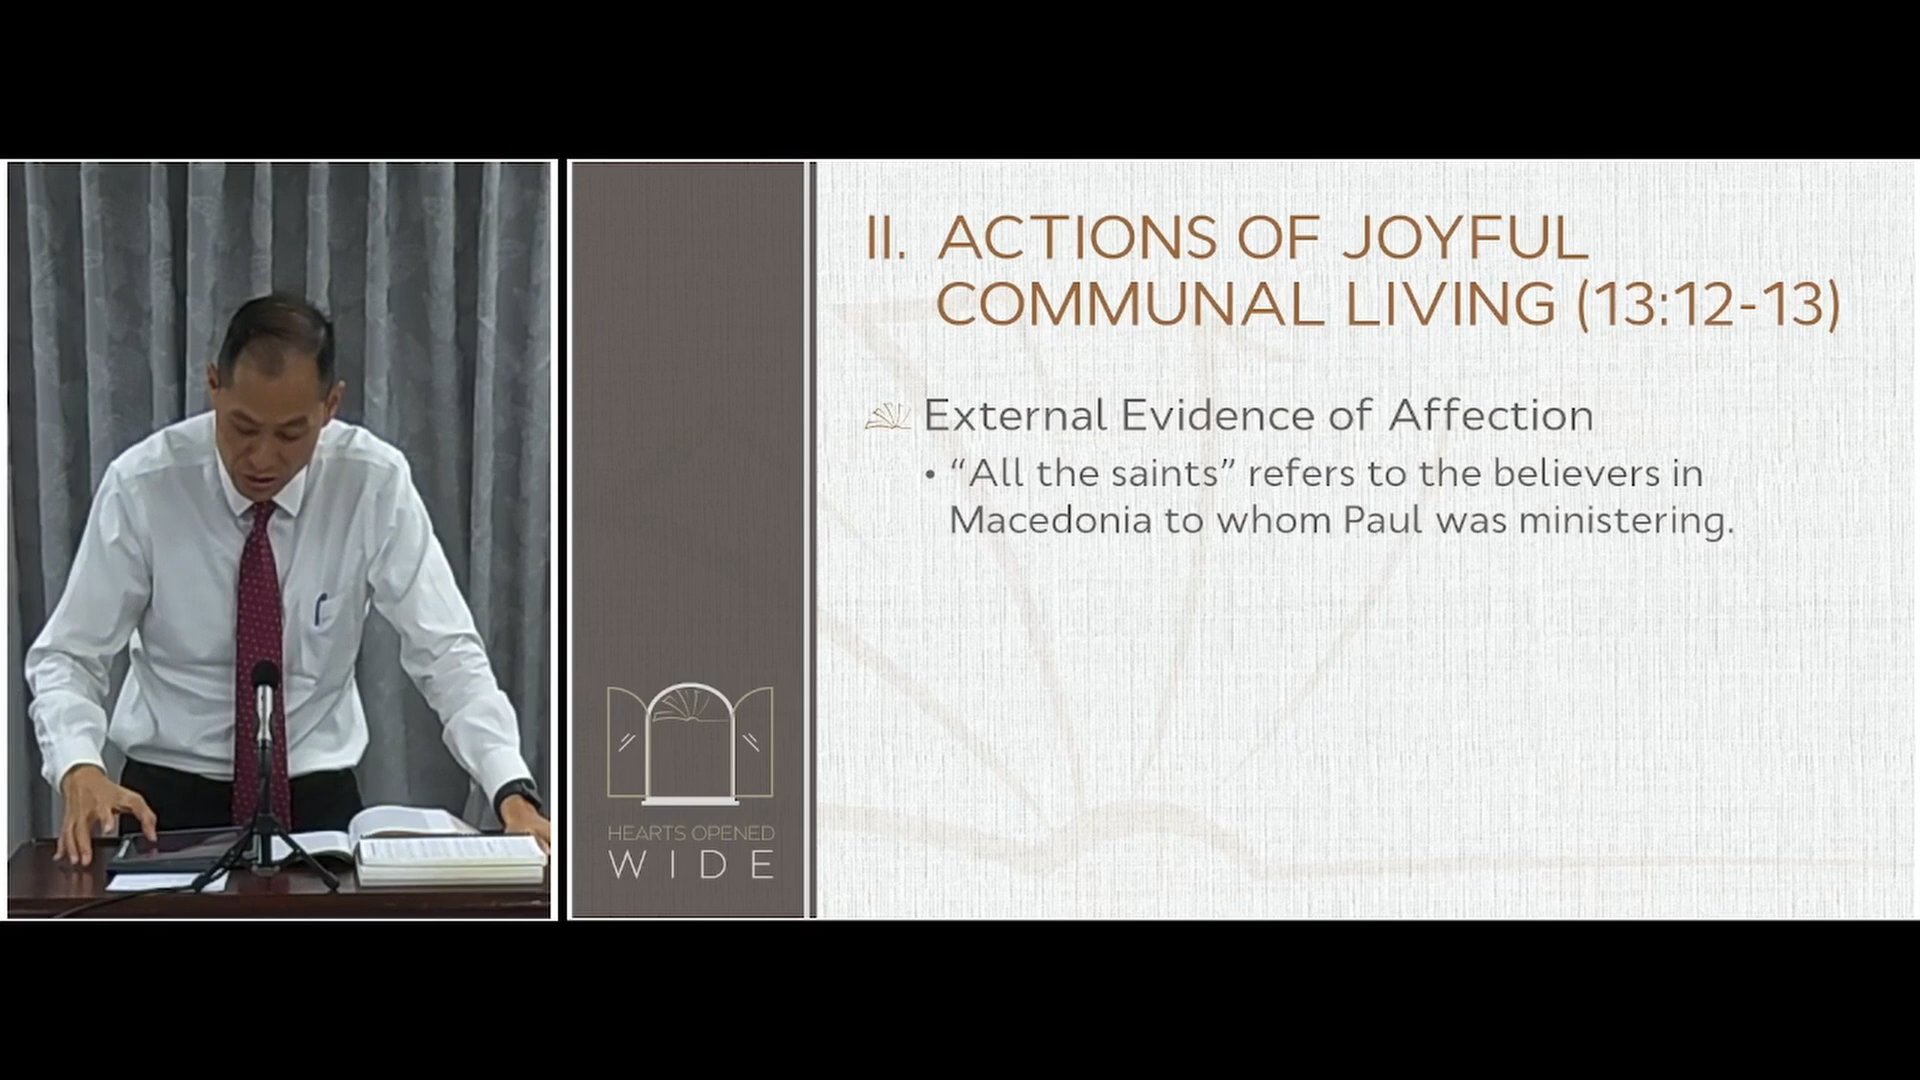 II. ACTIONS OF JOYFUL
COMMUNAL LIVING (13:12-13)
External Evidence of Affection
• “All the saints” refers to the believers in
Macedonia to whom Paul was ministering.
HEARTS OPENED
WIDE